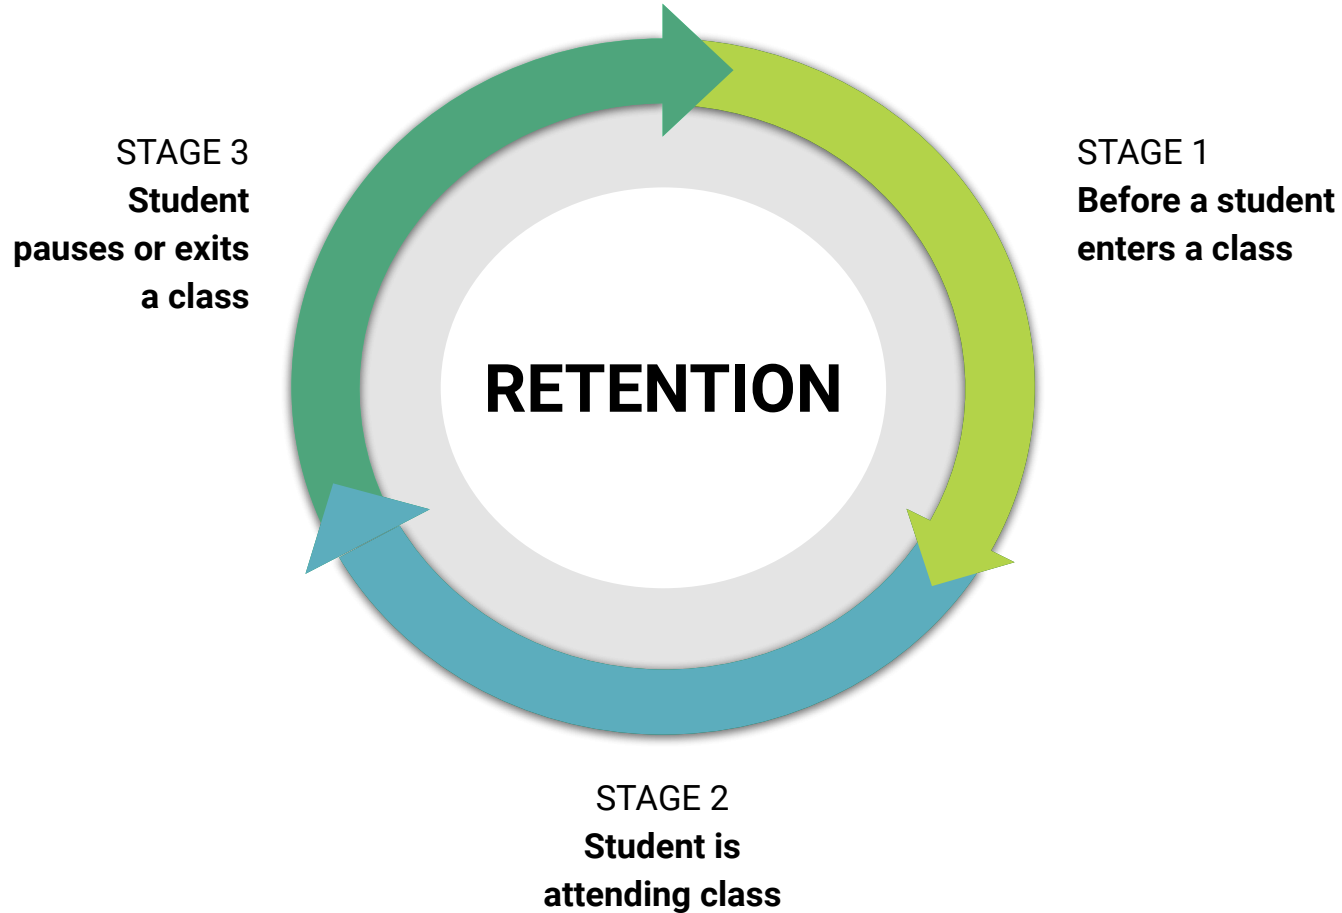 STAGE 3
Student
pauses or exits
a class
STAGE 1
Before a student
enters a class
RETENTION
STAGE 2
Student is
attending class